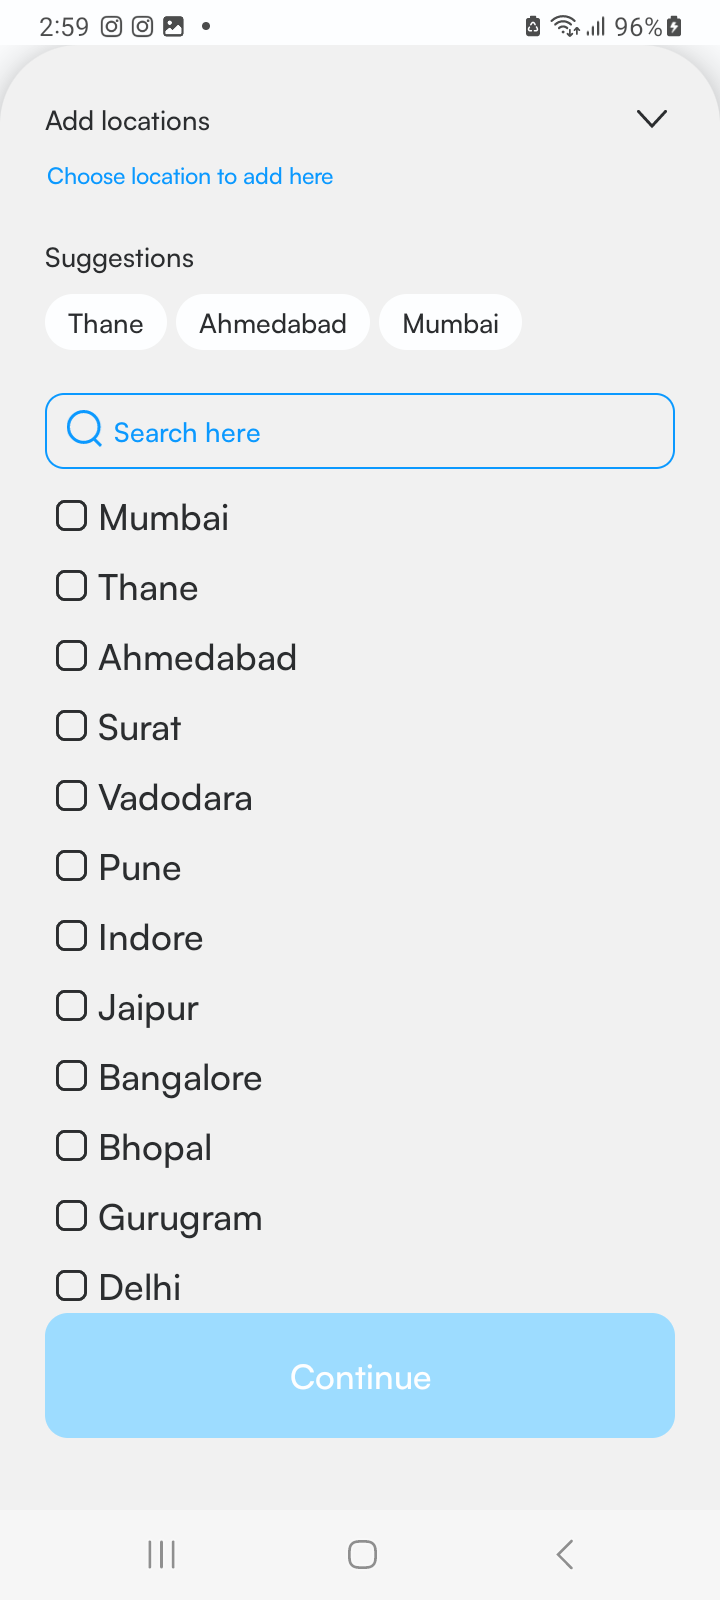 2:59 96%
Add locations
Choose location to add here
Suggestions
Thane Ahmedabad Mumbai
Search here
Mumbai
Thane
Ahmedabad
Surat
Vadodara
Pune
Indore
Jaipur
Bangalore
Bhopal
Gurugram
Delhi
Continue